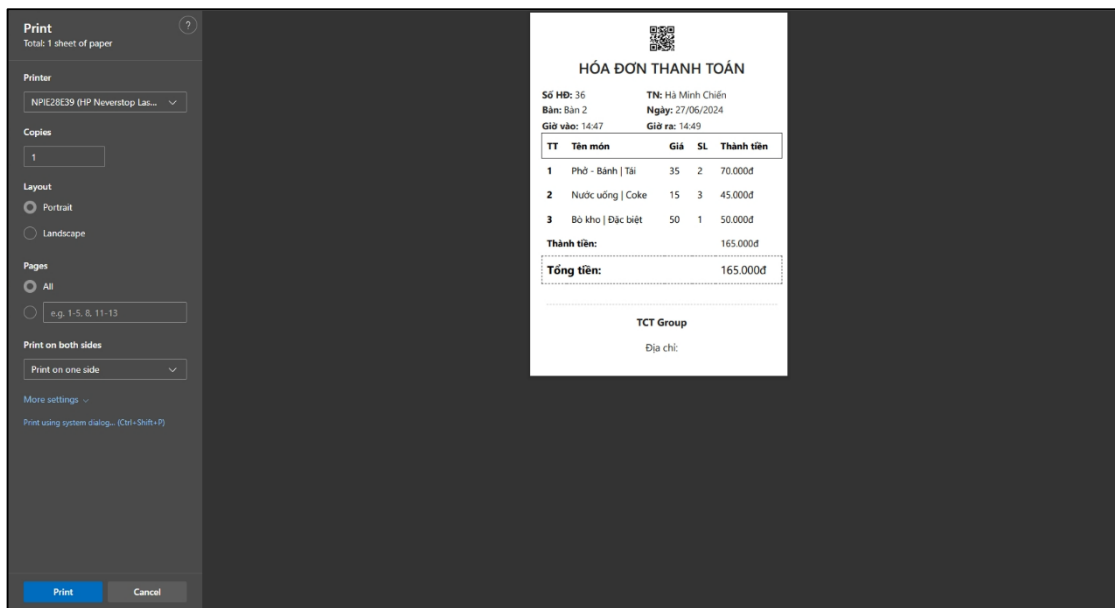 Print
?
Total: 1 sheet of paper
Printer
NPIE28E39 (HP Neverstop Las...
Copies
1
Layout
Portrait
Landscape
Pages
All
e.g. 1-5, 8, 11-13
Print on both sides
Print on one side
More settings
Print using system dialog... (Ctrl+Shift+P)
Print
Cancel
HÓA ĐƠN THANH TOÁN
Số HĐ: 36 TN: Hà Minh Chiến
Bàn: Bàn 2 Ngày: 27/06/2024
Giờ vào: 14:47 Giờ ra: 14:49
TT Tên món Giá SL Thành tiền
1 Phở - Bánh | Tái 35 2 70.000đ
2 Nước uống | Coke 15 3 45.000đ
3 Bò kho | Đặc biệt 50 1 50.000đ
Thành tiền: 165.000đ
Tổng tiền: 165.000đ
TCT Group
Địa chỉ: